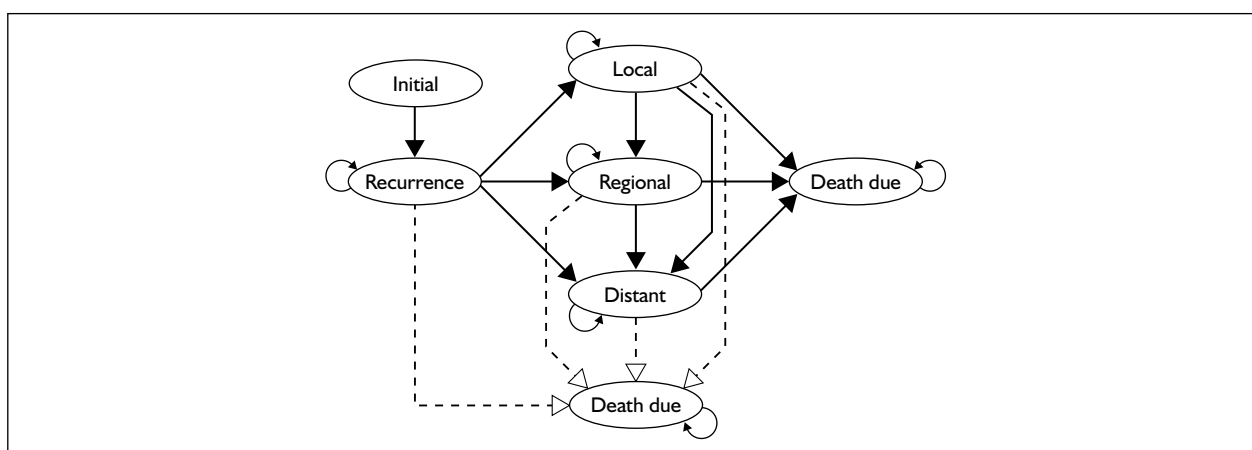 Local
Initial
Recurrence
Regional
Death due
Distant
Death due